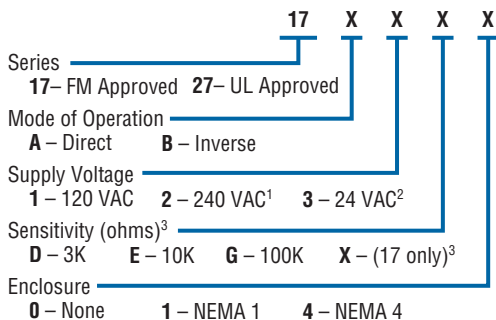 17 X X X X
Series
17– FM Approved 27– UL Approved
Mode of Operation
A – Direct B – Inverse
Supply Voltage
1 – 120 VAC 2 – 240 VAC¹ 3 – 24 VAC²
Sensitivity (ohms)³
D – 3K E – 10K G – 100K X – (17 only)³
Enclosure
0 – None 1 – NEMA 1 4 – NEMA 4